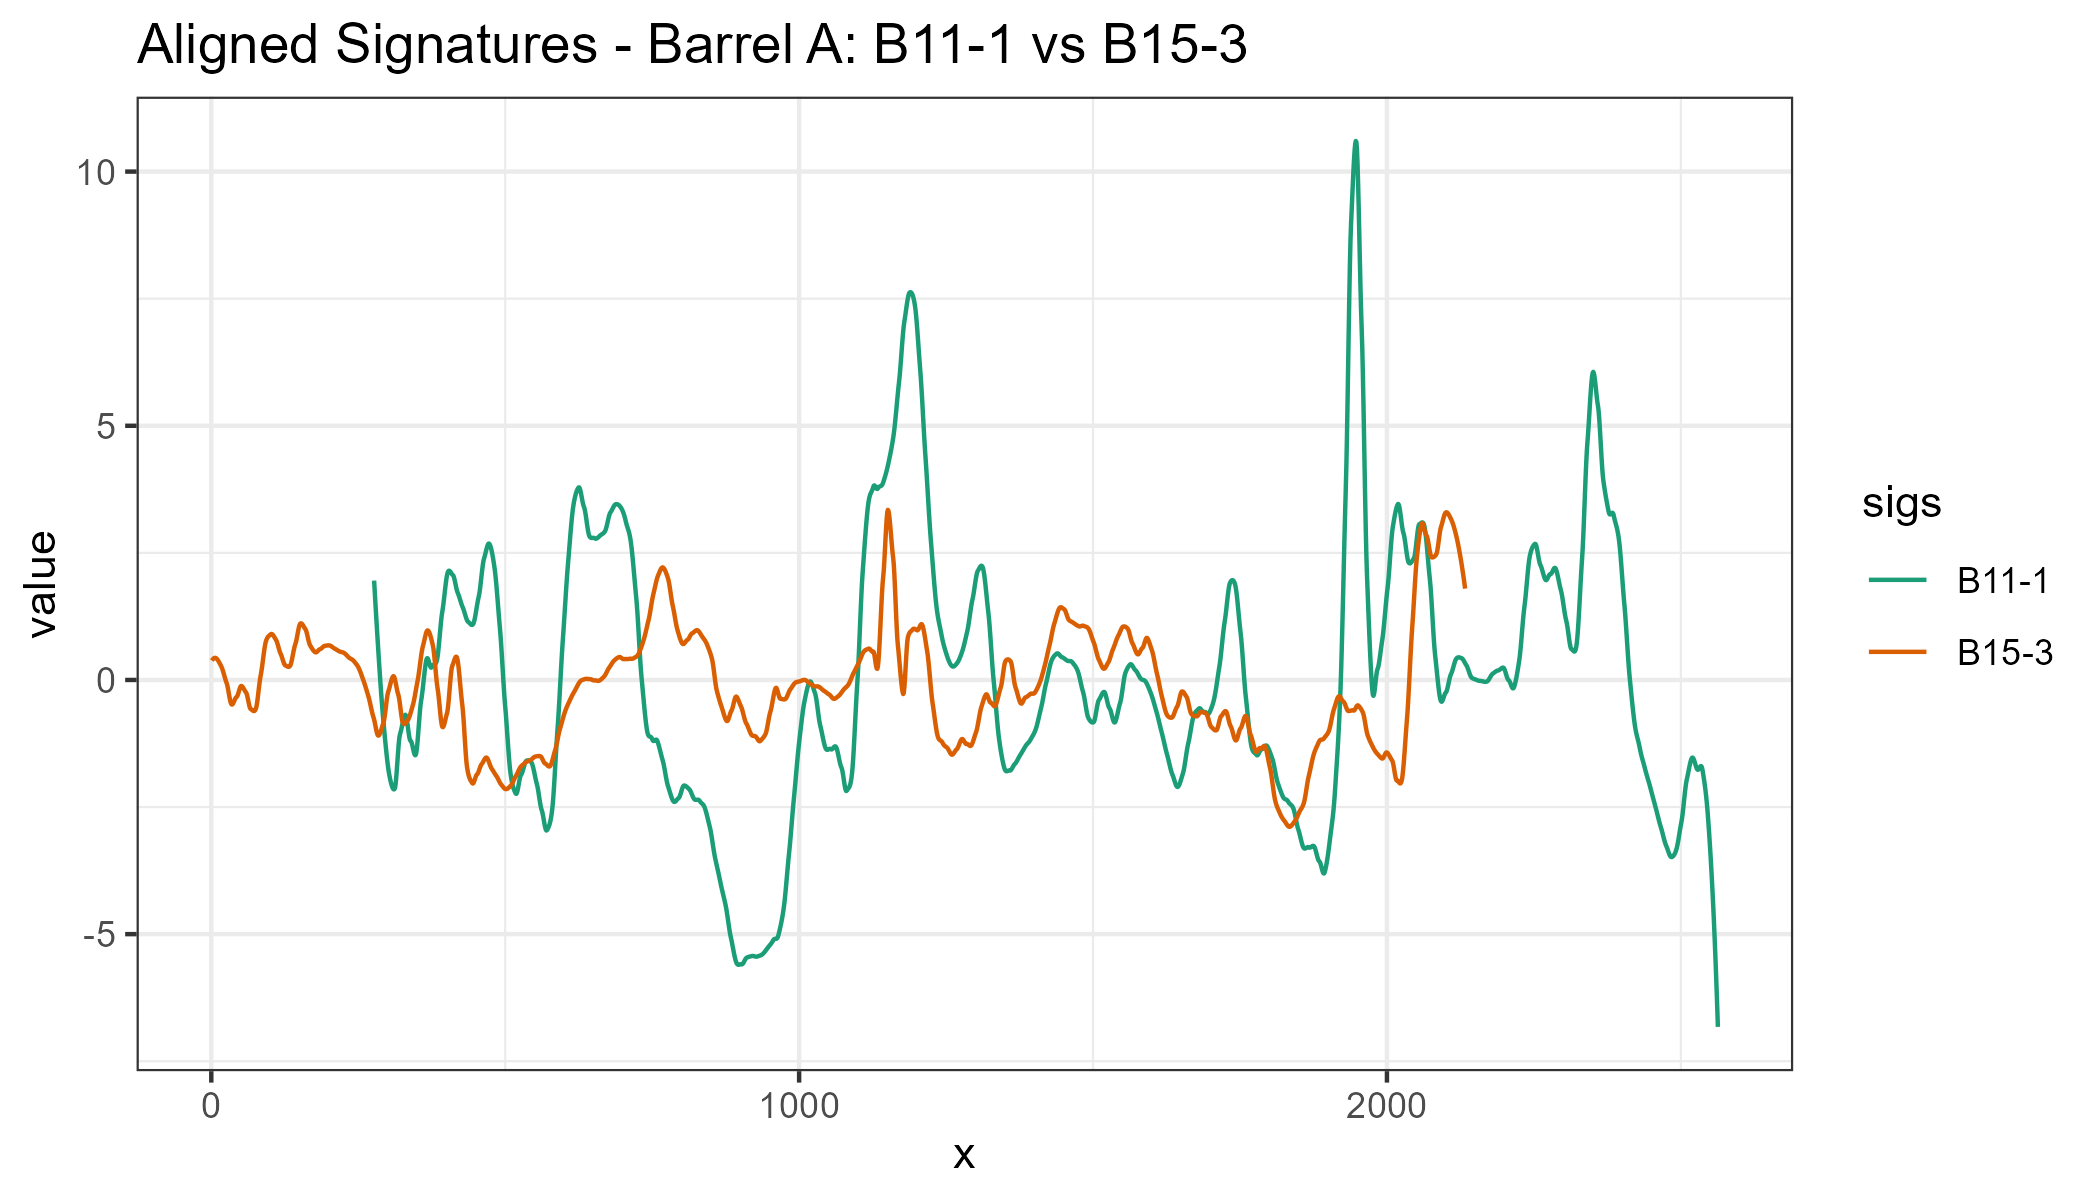 Aligned Signatures - Barrel A: B11-1 vs B15-3
value
10
5
0
-5
0 1000 2000
x
sigs
B11-1
B15-3